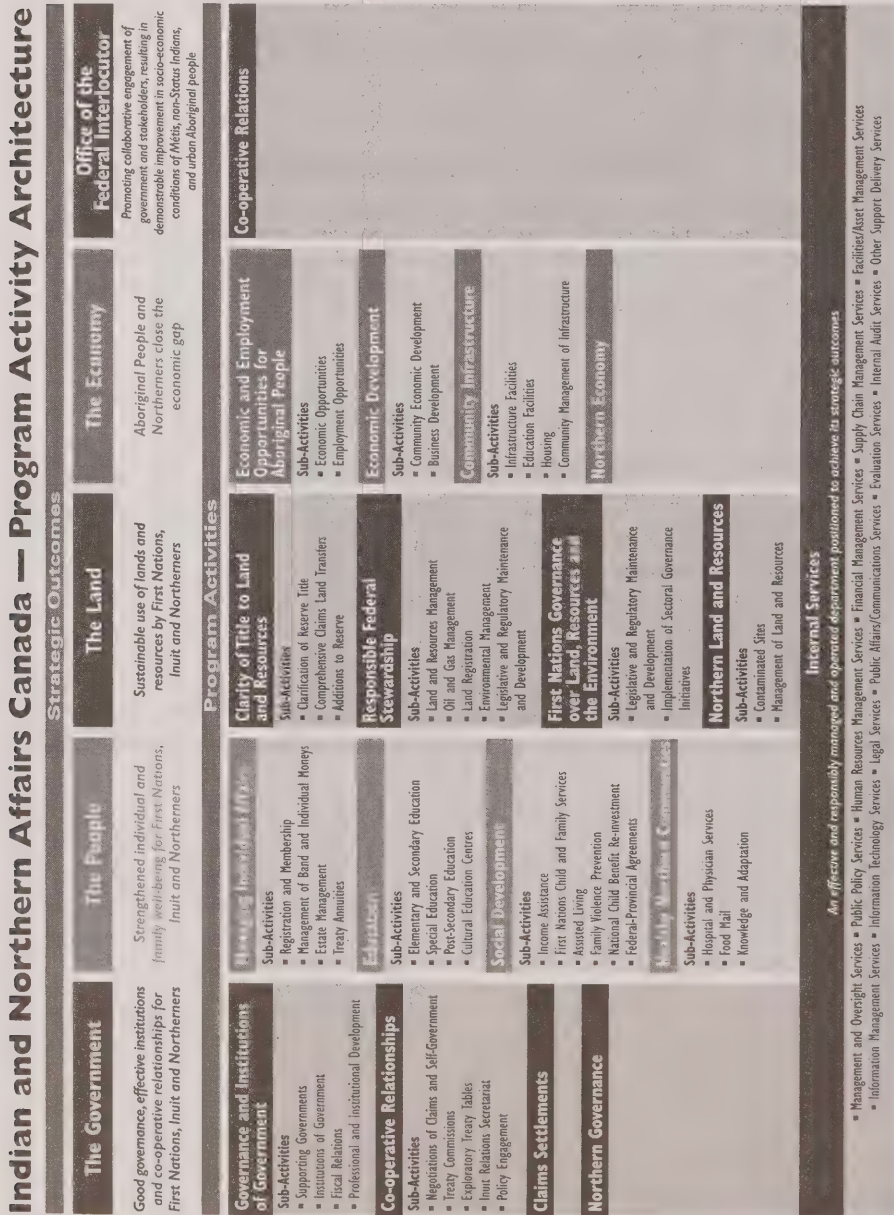 Indian and Northern Affairs Canada — Program Activity Architecture
Strategic Outcomes
The Government
Good governance, effective institutions
and co-operative relationships for
First Nations, Inuit and Northerners
The People
Strengthened individual and
family well-being for First Nations,
Inuit and Northerners
The Land
Sustainable use of lands and
resources by First Nations,
Inuit and Northerners
The Economy
Aboriginal People and
Northerners close the
economic gap
Office of the
Federal Interlocutor
Promoting collaborative engagement of
government and stakeholders, resulting in
demonstrable improvement in socio-economic
conditions of Métis, non-Status Indians,
and urban Aboriginal people
Program Activities
Governance and Institutions
of Government
Sub-Activities
▪ Supporting Governments
▪ Institutions of Government
▪ Fiscal Relations
▪ Professional and Institutional Development
Co-operative Relationships
Sub-Activities
▪ Negotiations of Claims and Self-Government
▪ Treaty Commissions
▪ Exploratory Treaty Tables
▪ Inuit Relations Secretariat
▪ Policy Engagement
Claims Settlements
Northern Governance
Sub-Activities
▪ Registration and Membership
▪ Management of Band and Individual Moneys
▪ Estate Management
▪ Treaty Annuities
Education
Sub-Activities
▪ Elementary and Secondary Education
▪ Special Education
▪ Post-Secondary Education
▪ Cultural Education Centres
Social Development
Sub-Activities
▪ Income Assistance
▪ First Nations Child and Family Services
▪ Assisted Living
▪ Family Violence Prevention
▪ National Child Benefit Re-investment
▪ Federal-Provincial Agreements
Healthy Northern Communities
Sub-Activities
▪ Hospital and Physician Services
▪ Food Mail
▪ Knowledge and Adaptation
Clarity of Title to Land
and Resources
Sub-Activities
▪ Clarification of Reserve Title
▪ Comprehensive Claims Land Transfers
▪ Additions to Reserve
Responsible Federal
Stewardship
Sub-Activities
▪ Land and Resources Management
▪ Oil and Gas Management
▪ Land Registration
▪ Environmental Management
▪ Legislative and Regulatory Maintenance
and Development
First Nations Governance
over Land, Resources and
the Environment
Sub-Activities
▪ Legislative and Regulatory Maintenance
and Development
▪ Implementation of Sectoral Governance
Initiatives
Northern Land and Resources
Sub-Activities
▪ Contaminated Sites
▪ Management of Land and Resources
Economic and Employment
Opportunities for
Aboriginal People
Sub-Activities
▪ Economic Opportunities
▪ Employment Opportunities
Economic Development
Sub-Activities
▪ Community Economic Development
▪ Business Development
Community Infrastructure
Sub-Activities
▪ Infrastructure Facilities
▪ Education Facilities
▪ Housing
▪ Community Management of Infrastructure
Northern Economy
Co-operative Relations
Internal Services
An effective and responsibly managed and operated department positioned to achieve its strategic outcomes
▪ Management and Oversight Services ▪ Public Policy Services ▪ Human Resources Management Services ▪ Financial Management Services ▪ Supply Chain Management Services ▪ Facilities/Asset Management Services
▪ Information Management Services ▪ Information Technology Services ▪ Legal Services ▪ Public Affairs/Communications Services ▪ Evaluation Services ▪ Internal Audit Services ▪ Other Support Delivery Services